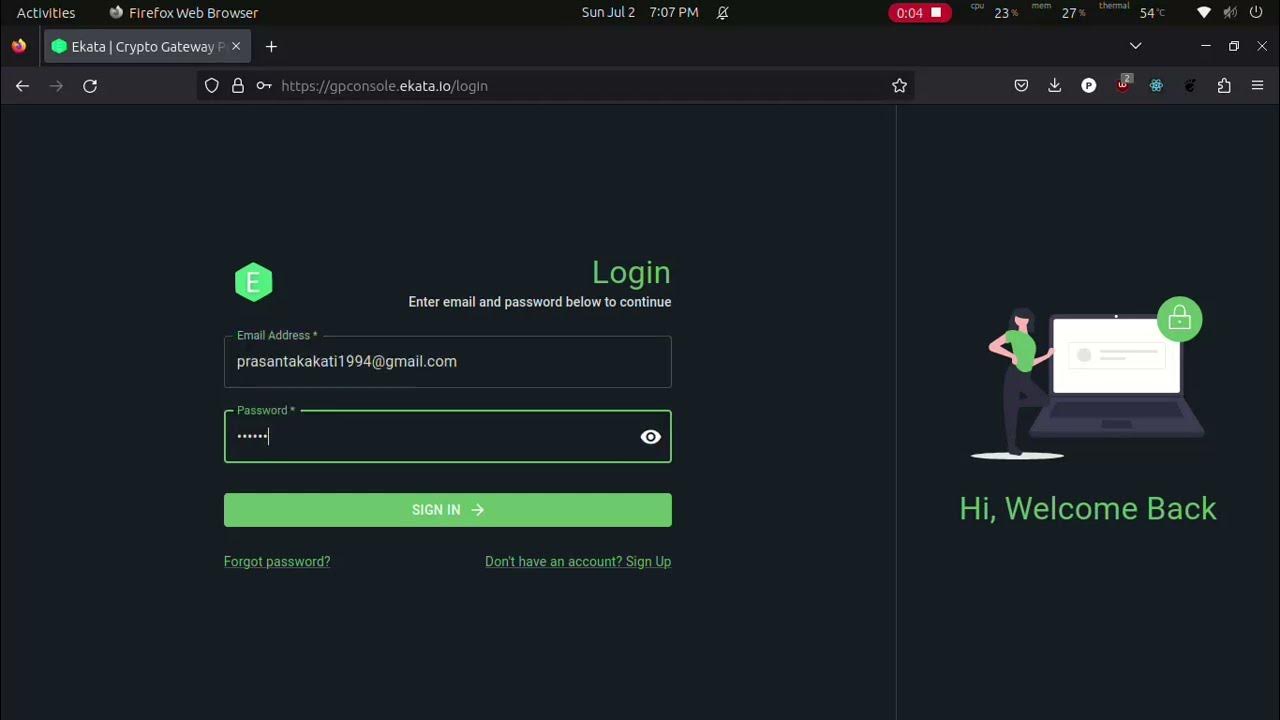 Activities Firefox Web Browser Sun Jul 2 7:07 PM 0:04 cpu 23% mem 27% thermal 54°C
Ekata | Crypto Gateway P
https://gpconsole.ekata.io/login P 2
E
Login
Enter email and password below to continue
Email Address *
prasantakakati1994@gmail.com
Password *
••••••
SIGN IN →
Forgot password? Don't have an account? Sign Up
Hi, Welcome Back